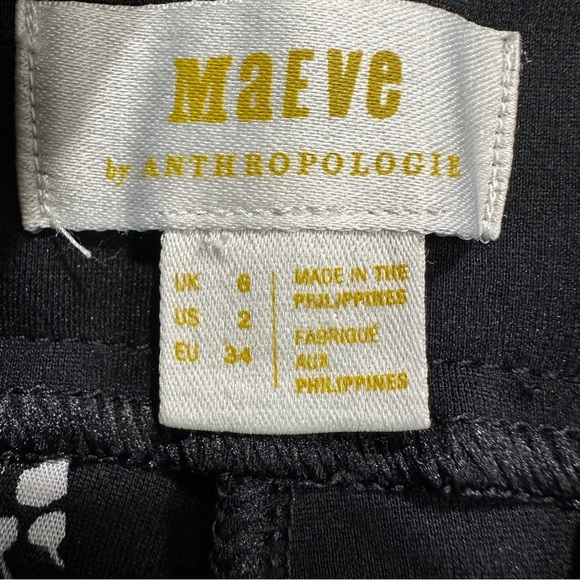 MaEVe
by ANTHROPOLOGIE
UK 6
US 2
EU 34
MADE IN THE
PHILIPPINES
FABRIQUÉ
AUX
PHILIPPINES